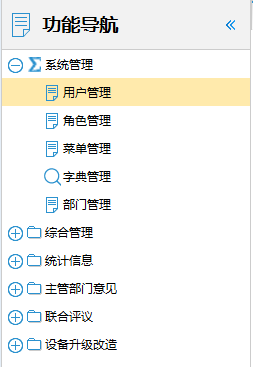 功能导航
系统管理
用户管理
角色管理
菜单管理
字典管理
部门管理
综合管理
统计信息
主管部门意见
联合评议
设备升级改造